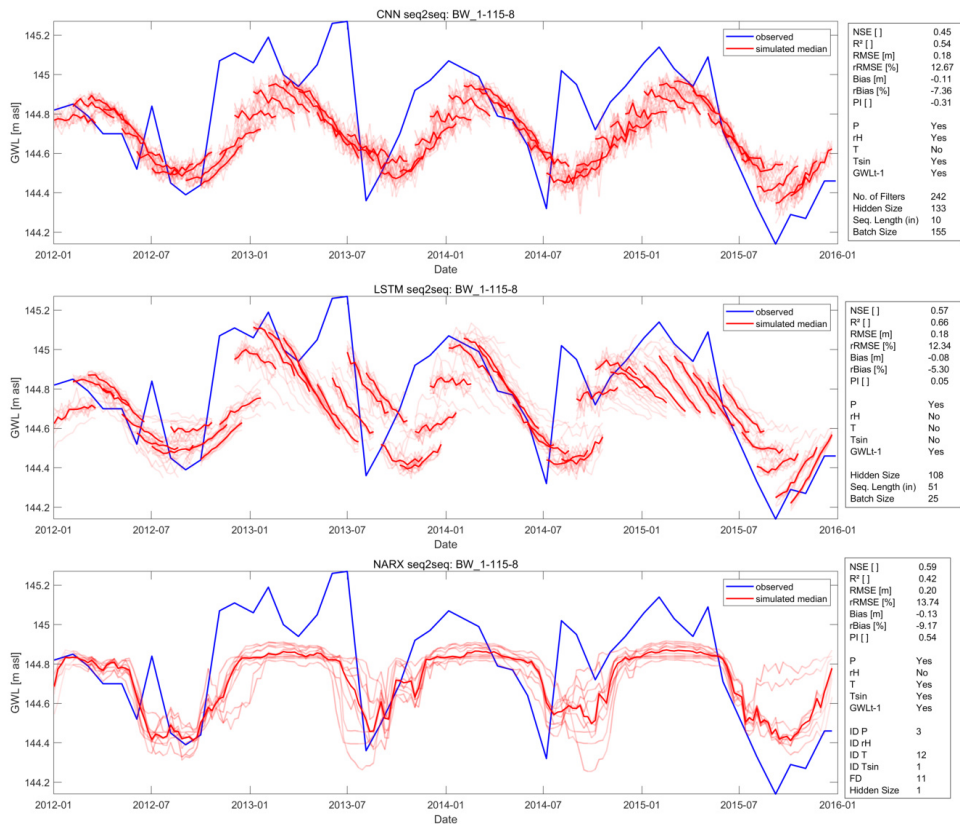 CNN seq2seq: BW_1-115-8
GWL [m asl]
145.2
145
144.8
144.6
144.4
144.2
2012-01
2012-07
2013-01
2013-07
2014-01
2014-07
2015-01
2015-07
2016-01
Date
observed
simulated median
NSE [ ] 0.45
R² [ ] 0.54
RMSE [m] 0.18
rRMSE [%] 12.67
Bias [m] -0.11
rBias [%] -7.36
PI [ ] -0.31
P Yes
rH Yes
T No
Tsin Yes
GWLt-1 Yes
No. of Filters 242
Hidden Size 133
Seq. Length (in) 10
Batch Size 155
LSTM seq2seq: BW_1-115-8
GWL [m asl]
145.2
145
144.8
144.6
144.4
144.2
2012-01
2012-07
2013-01
2013-07
2014-01
2014-07
2015-01
2015-07
2016-01
Date
observed
simulated median
NSE [ ] 0.57
R² [ ] 0.66
RMSE [m] 0.18
rRMSE [%] 12.34
Bias [m] -0.08
rBias [%] -5.30
PI [ ] 0.05
P Yes
rH No
T No
Tsin No
GWLt-1 Yes
Hidden Size 108
Seq. Length (in) 51
Batch Size 25
NARX seq2seq: BW_1-115-8
GWL [m asl]
145.2
145
144.8
144.6
144.4
144.2
2012-01
2012-07
2013-01
2013-07
2014-01
2014-07
2015-01
2015-07
2016-01
Date
observed
simulated median
NSE [ ] 0.59
R² [ ] 0.42
RMSE [m] 0.20
rRMSE [%] 13.74
Bias [m] -0.13
rBias [%] -9.17
PI [ ] 0.54
P Yes
rH No
T Yes
Tsin Yes
GWLt-1 Yes
ID P 3
ID rH
ID T 12
ID Tsin 1
FD 11
Hidden Size 1